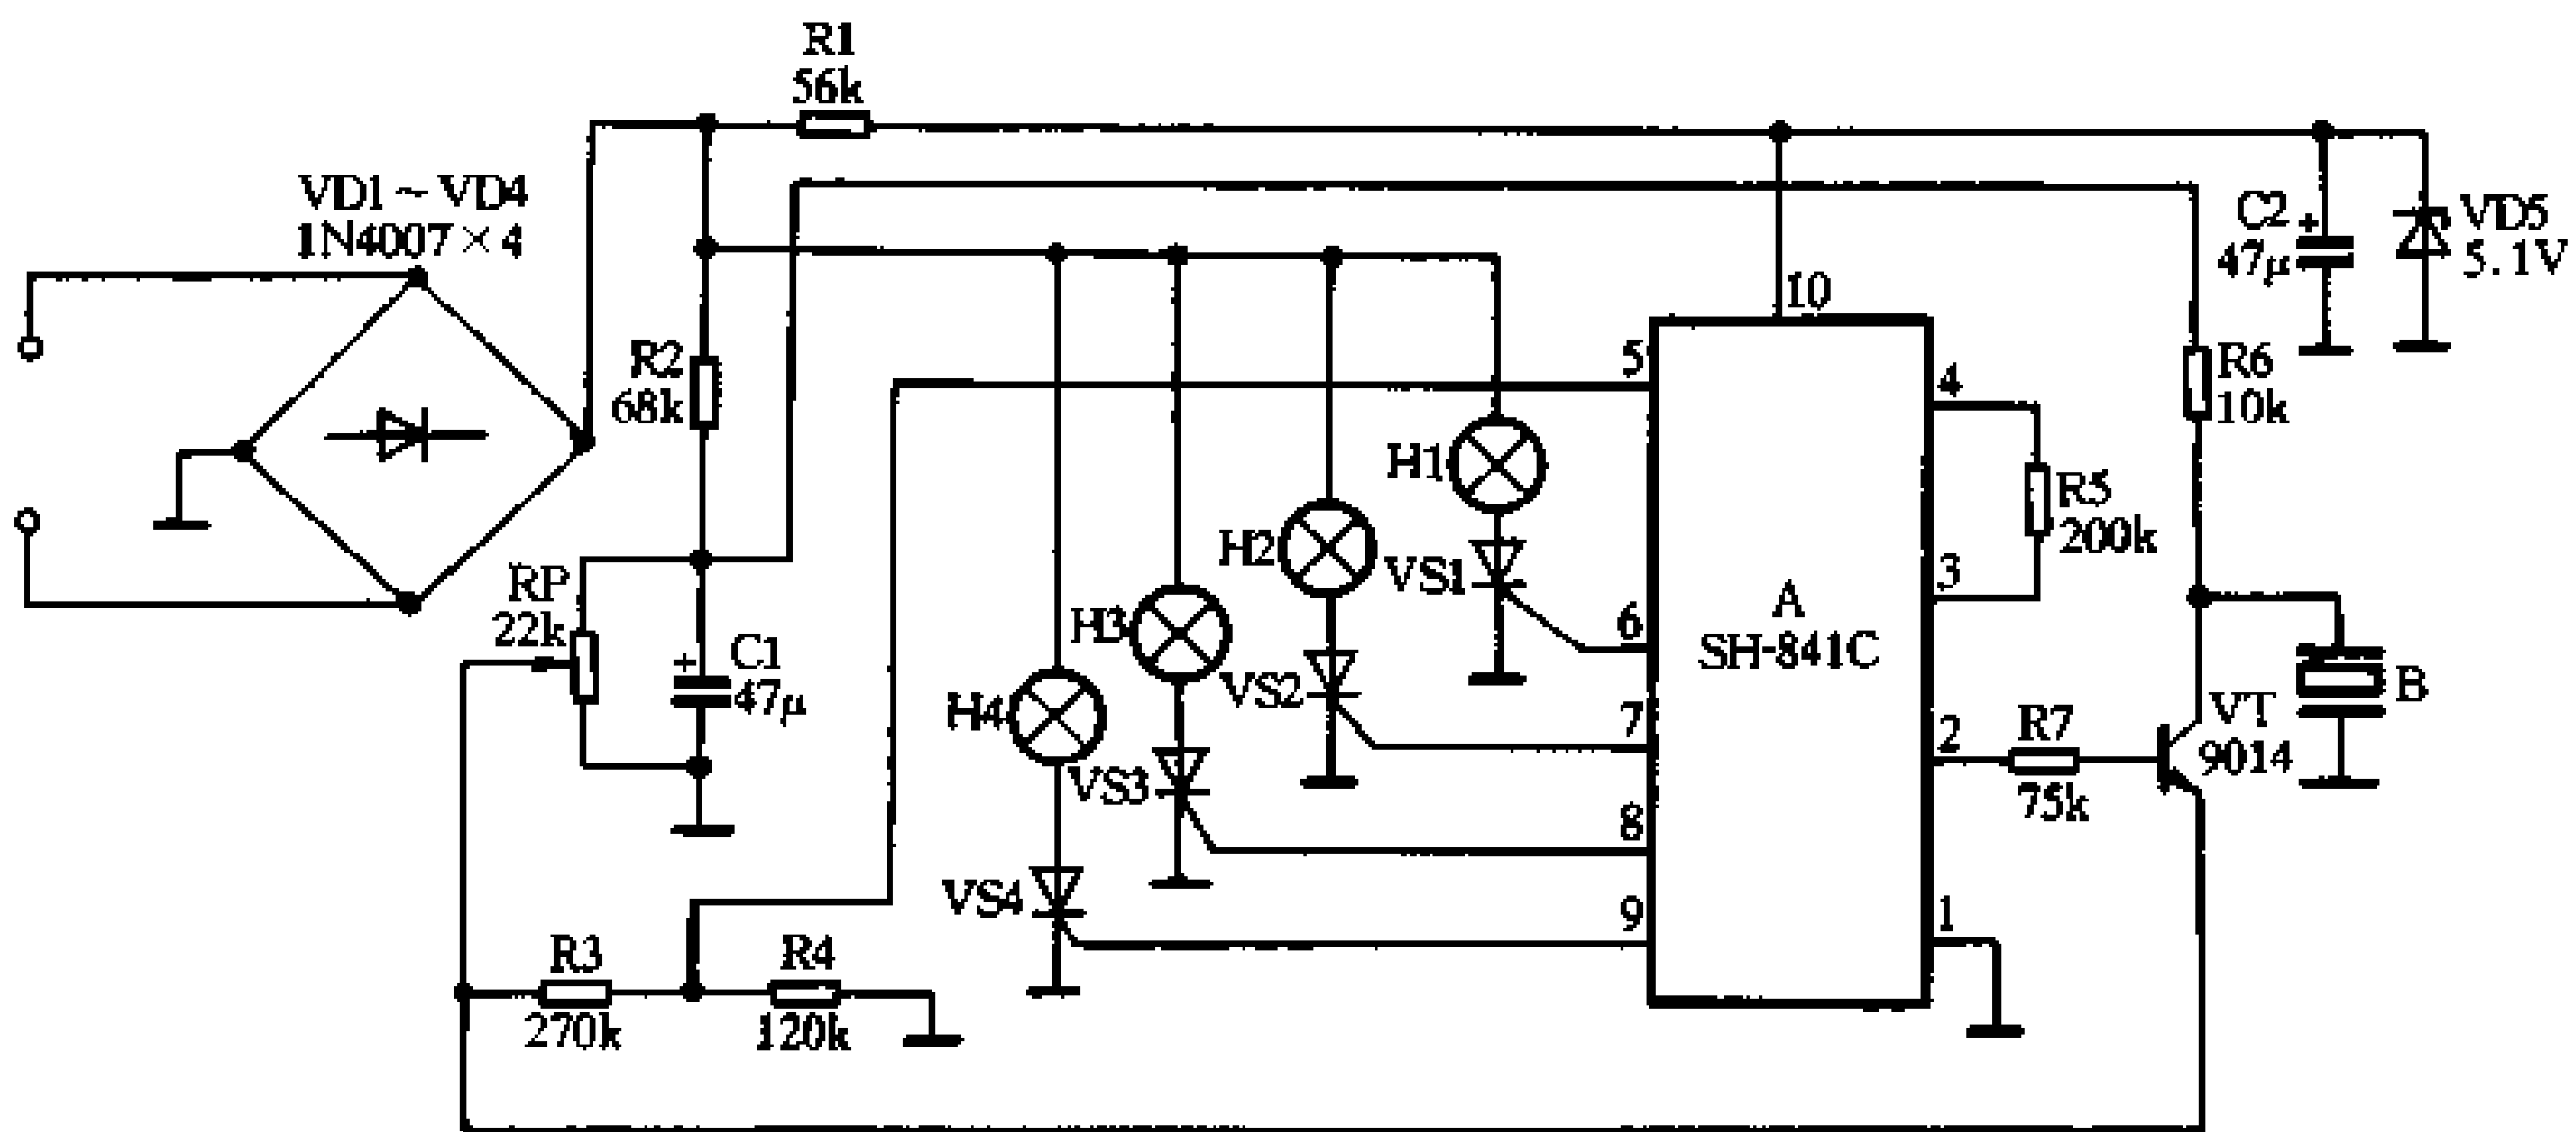 R1
56k
VD1~VD4
1N4007×4
C2
+
47μ
VD5
5.1V
10
R2
68k
5
4
R6
10k
H1
R5
200k
H2
VS1
3
RP
22k
H3
6
A
SH-841C
+
C1
47μ
H4
VS2
7
2
R7
75k
VT
9014
B
VS3
8
VS4
9
1
R3
270k
R4
120k